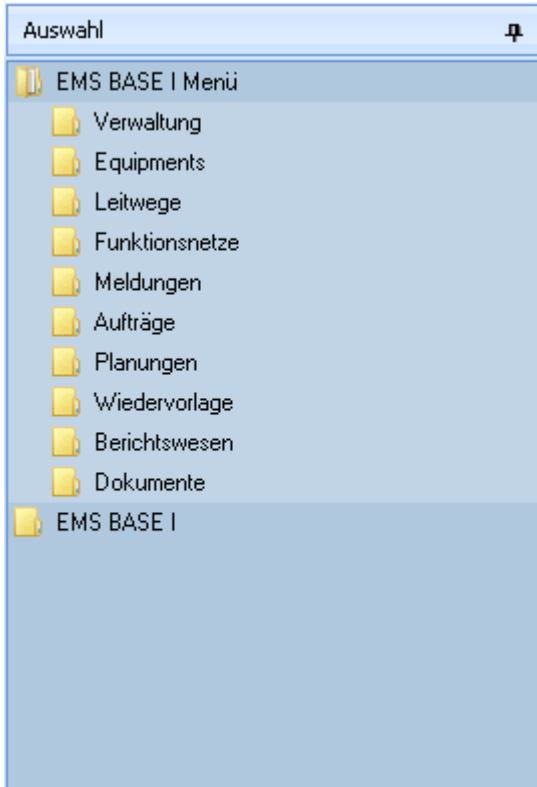 Auswahl
EMS BASE I Menü
Verwaltung
Equipments
Leitwege
Funktionsnetze
Meldungen
Aufträge
Planungen
Wiedervorlage
Berichtswesen
Dokumente
EMS BASE I